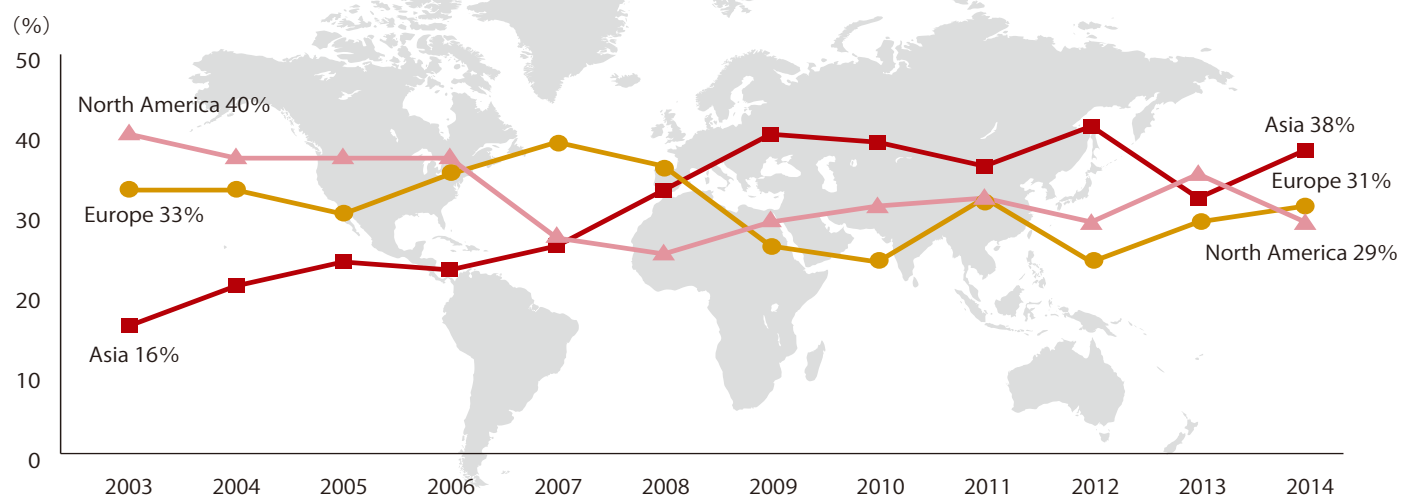 (%)
50
40
30
20
10
0
North America 40%
Europe 33%
Asia 16%
Asia 38%
Europe 31%
North America 29%
2003 2004 2005 2006 2007 2008 2009 2010 2011 2012 2013 2014